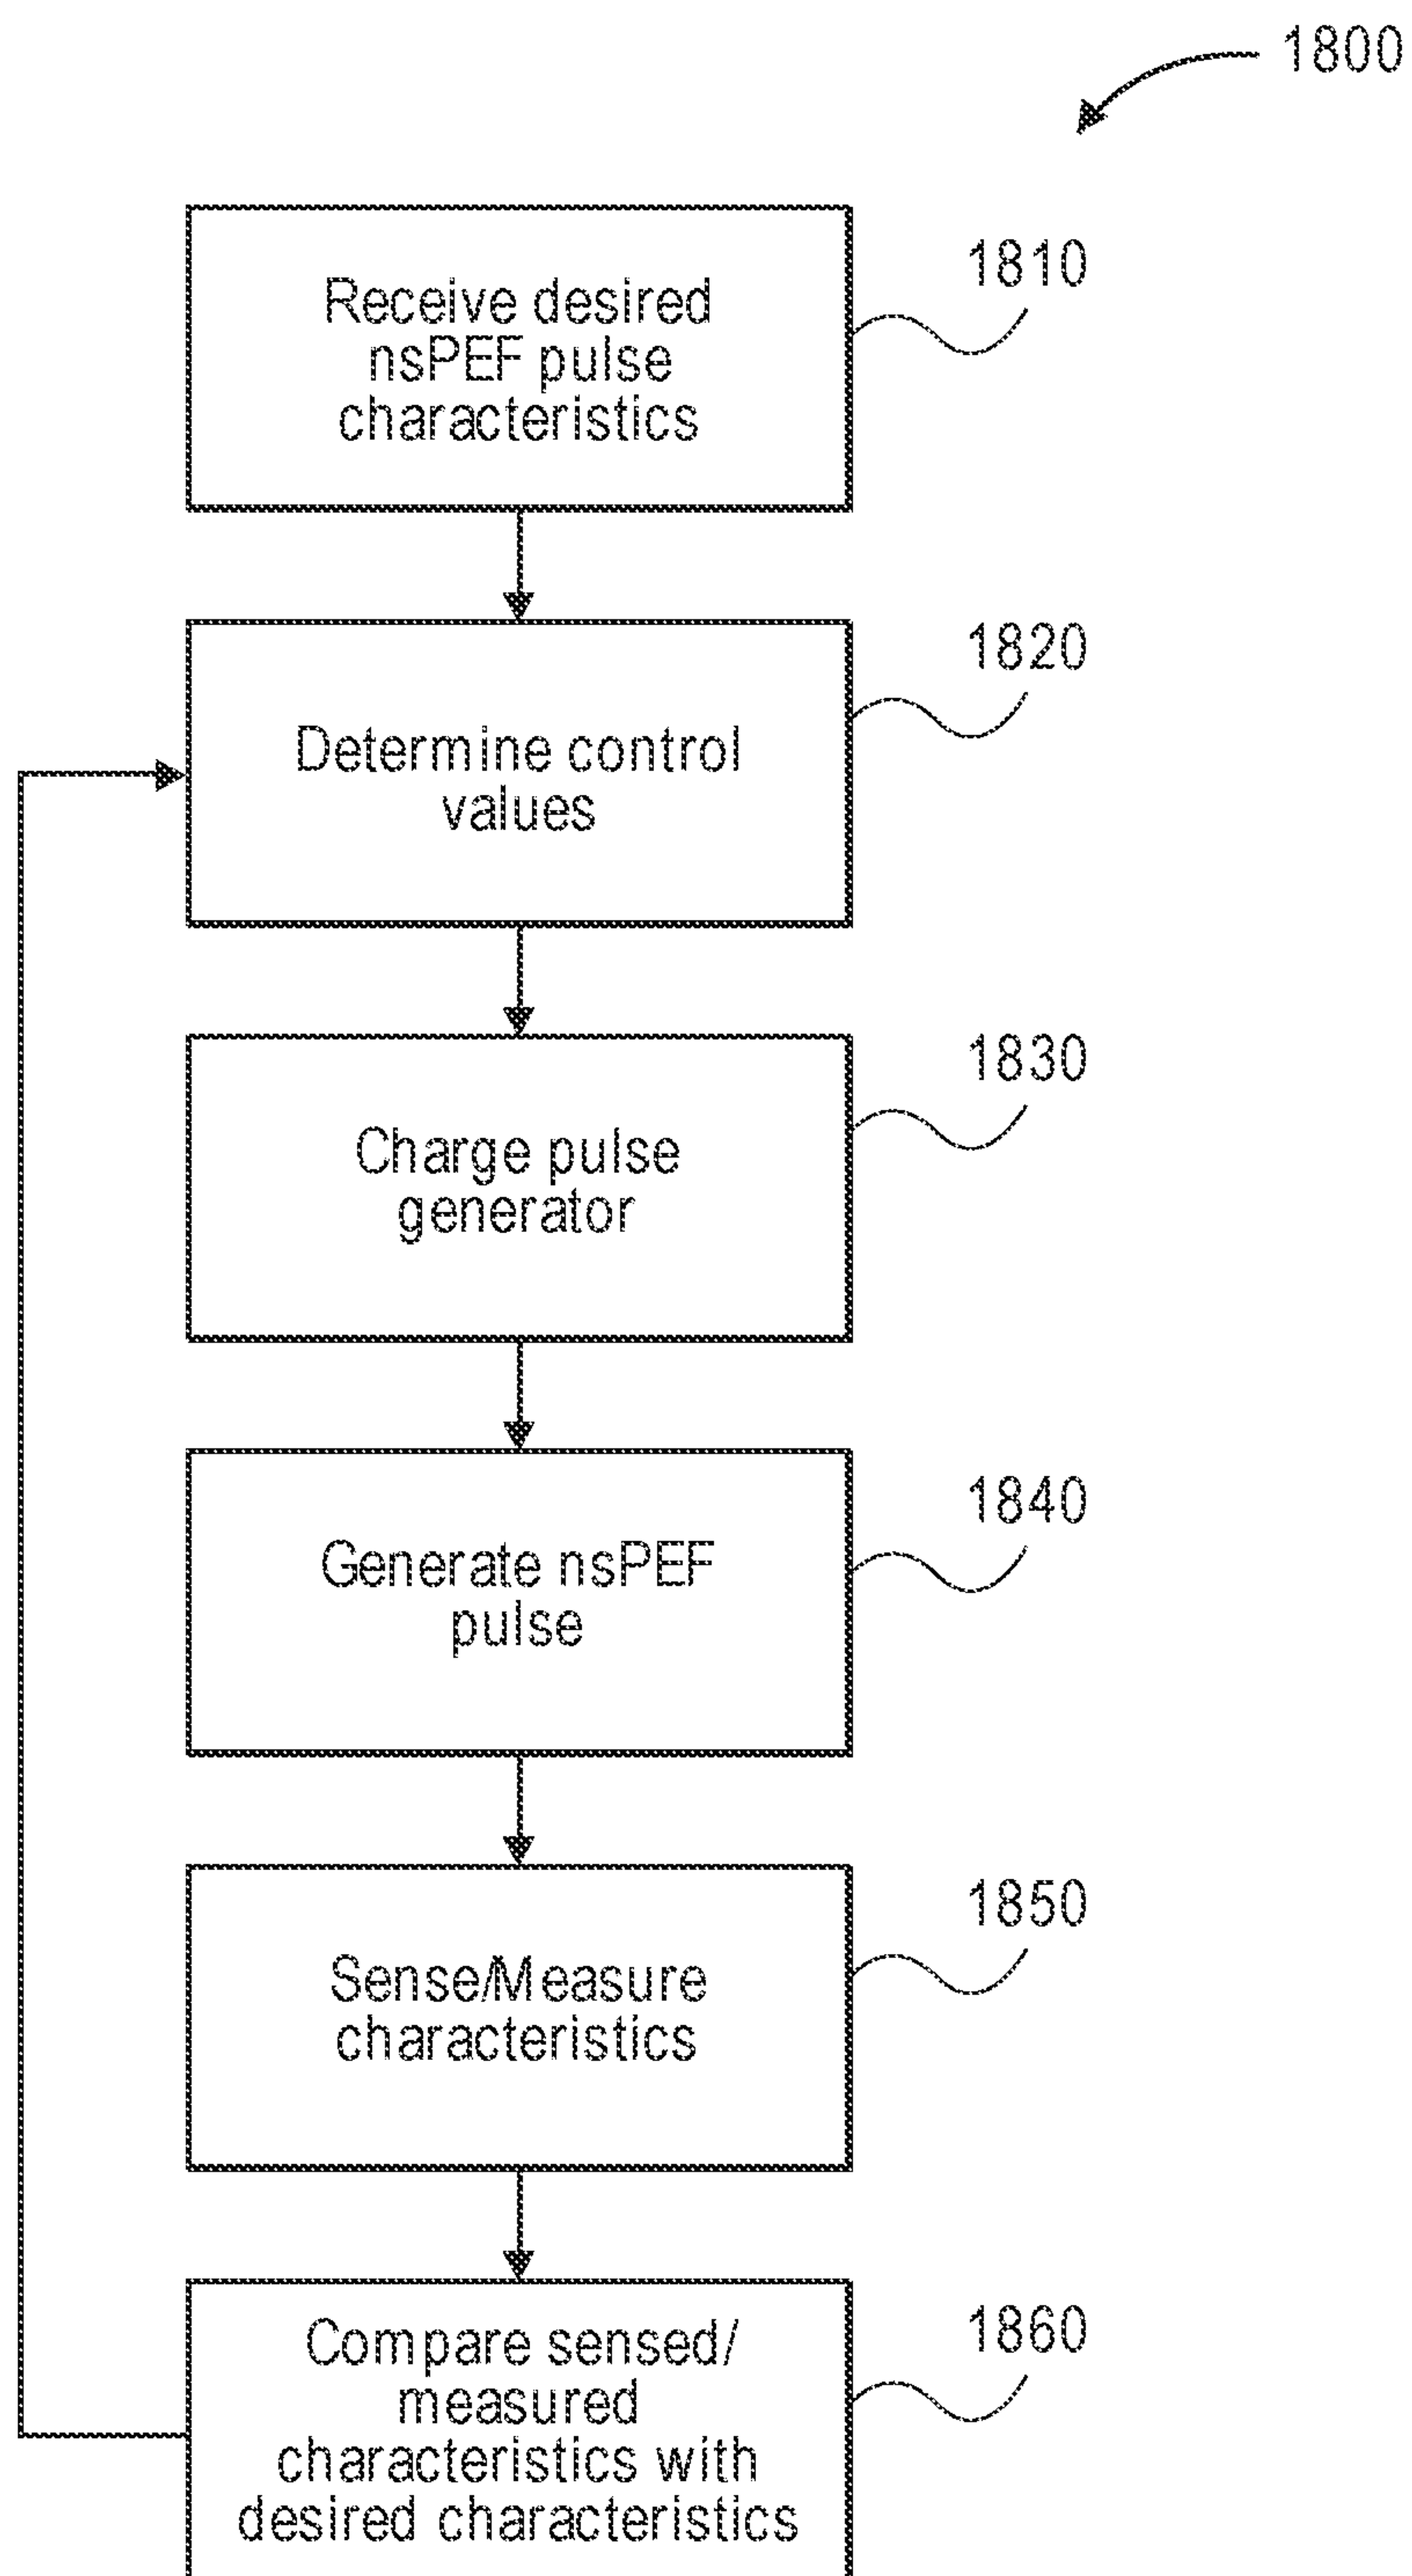 1800
1810
Receive desired
nsPEF pulse
characteristics
1820
Determine control
values
1830
Charge pulse
generator
1840
Generate nsPEF
pulse
1850
Sense/Measure
characteristics
1860
Compare sensed/
measured
characteristics with
desired characteristics